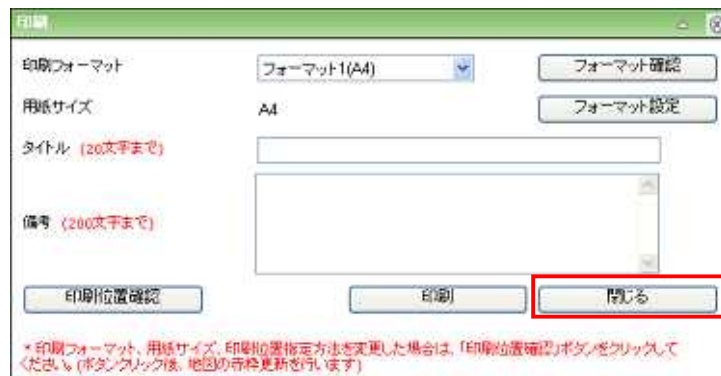 印刷
印刷フォーマット フォーマット1(A4) フォーマット確認
用紙サイズ A4 フォーマット設定
タイトル (20文字まで)
備考 (200文字まで)
印刷位置確認 印刷 閉じる
*印刷フォーマット、用紙サイズ、印刷位置指定方法を変更した場合は、「印刷位置確認」ボタンをクリックして
ください。(ボタンクリック後、地図の赤枠更新を行います)